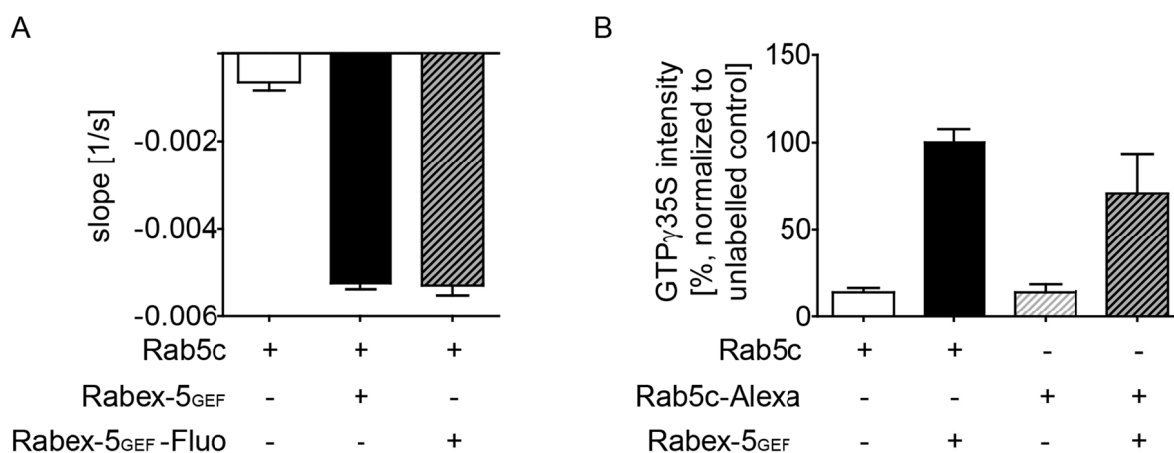 A
slope [1/s]
-0.002
-0.004
-0.006
Rab5c + + +
Rabex-5GEF - + -
Rabex-5GEF-Fluo - - +
B
GTPγ35S intensity
[%, normalized to
unlabelled control]
150
100
50
0
Rab5c + + - -
Rab5c-Alexa - - + +
Rabex-5GEF - + - +